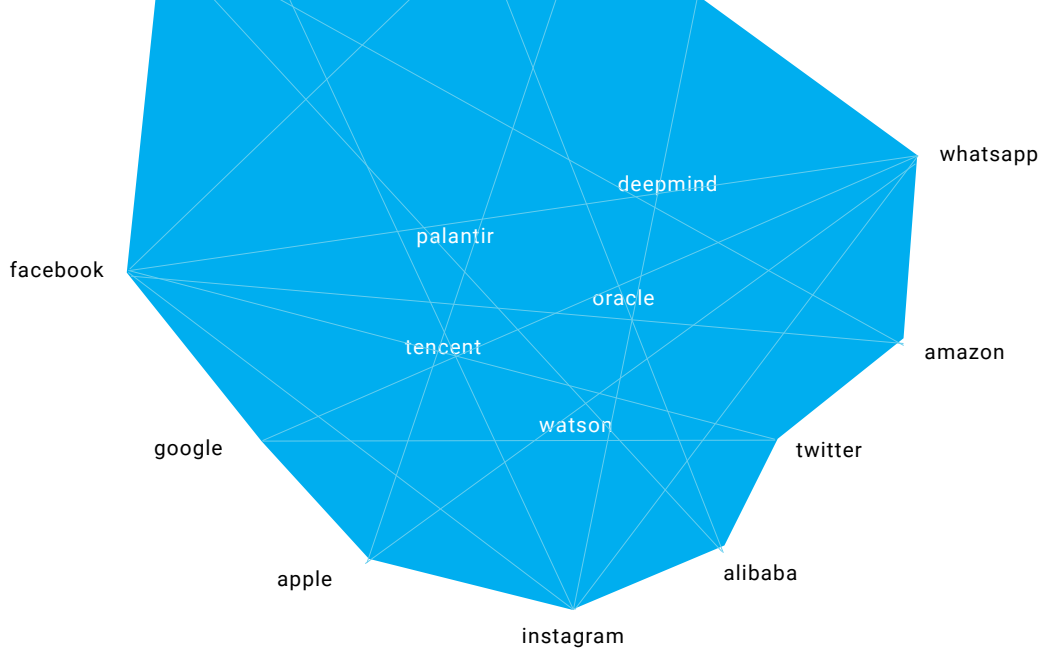 whatsapp
deepmind
palantir
facebook
oracle
tencent
amazon
watson
google
twitter
apple
alibaba
instagram